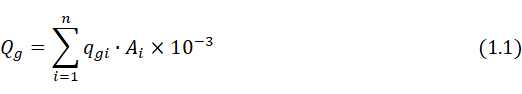 Q_g = \sum_{i=1}^{n} q_{gi} \cdot A_i \times 10^{-3} (1.1)